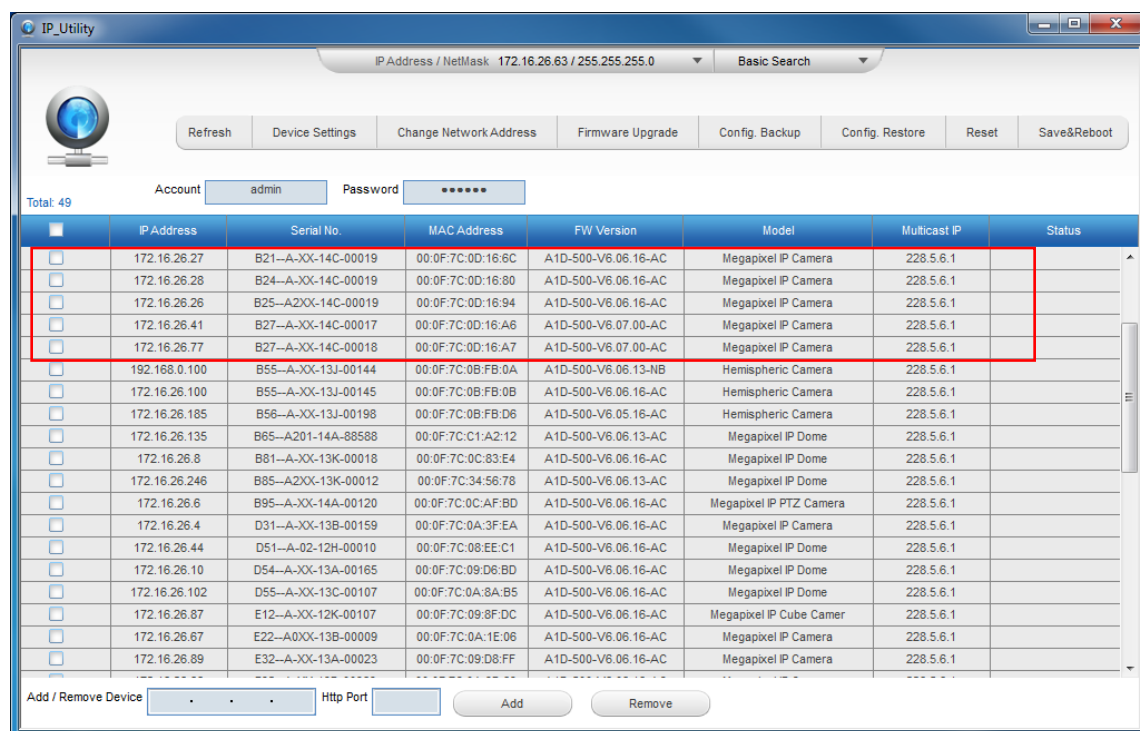 IP_Utility
IP Address / NetMask 172.16.26.63 / 255.255.255.0 Basic Search
Refresh Device Settings Change Network Address Firmware Upgrade Config. Backup Config. Restore Reset Save&Reboot
Account admin Password ●●●●●●
Total: 49
IP Address Serial No. MAC Address FW Version Model Multicast IP Status
172.16.26.27 B21--A-XX-14C-00019 00:0F:7C:0D:16:6C A1D-500-V6.06.16-AC Megapixel IP Camera 228.5.6.1
172.16.26.28 B24--A-XX-14C-00019 00:0F:7C:0D:16:80 A1D-500-V6.06.16-AC Megapixel IP Camera 228.5.6.1
172.16.26.26 B25--A2XX-14C-00019 00:0F:7C:0D:16:94 A1D-500-V6.06.16-AC Megapixel IP Camera 228.5.6.1
172.16.26.41 B27--A-XX-14C-00017 00:0F:7C:0D:16:A6 A1D-500-V6.07.00-AC Megapixel IP Camera 228.5.6.1
172.16.26.77 B27--A-XX-14C-00018 00:0F:7C:0D:16:A7 A1D-500-V6.07.00-AC Megapixel IP Camera 228.5.6.1
192.168.0.100 B55--A-XX-13J-00144 00:0F:7C:0B:FB:0A A1D-500-V6.06.13-NB Hemispheric Camera 228.5.6.1
172.16.26.100 B55--A-XX-13J-00145 00:0F:7C:0B:FB:0B A1D-500-V6.06.16-AC Hemispheric Camera 228.5.6.1
172.16.26.185 B56--A-XX-13J-00198 00:0F:7C:0B:FB:D6 A1D-500-V6.05.16-AC Hemispheric Camera 228.5.6.1
172.16.26.135 B65--A201-14A-88588 00:0F:7C:C1:A2:12 A1D-500-V6.06.13-AC Megapixel IP Dome 228.5.6.1
172.16.26.8 B81--A-XX-13K-00018 00:0F:7C:0C:83:E4 A1D-500-V6.06.16-AC Megapixel IP Dome 228.5.6.1
172.16.26.246 B85--A2XX-13K-00012 00:0F:7C:34:56:78 A1D-500-V6.06.13-AC Megapixel IP Dome 228.5.6.1
172.16.26.6 B95--A-XX-14A-00120 00:0F:7C:0C:AF:BD A1D-500-V6.06.16-AC Megapixel IP PTZ Camera 228.5.6.1
172.16.26.4 D31--A-XX-13B-00159 00:0F:7C:0A:3F:EA A1D-500-V6.06.16-AC Megapixel IP Camera 228.5.6.1
172.16.26.44 D51--A-02-12H-00010 00:0F:7C:08:EE:C1 A1D-500-V6.06.16-AC Megapixel IP Dome 228.5.6.1
172.16.26.10 D54--A-XX-13A-00165 00:0F:7C:09:D6:BD A1D-500-V6.06.16-AC Megapixel IP Dome 228.5.6.1
172.16.26.102 D55--A-XX-13C-00107 00:0F:7C:0A:8A:B5 A1D-500-V6.06.16-AC Megapixel IP Dome 228.5.6.1
172.16.26.87 E12--A-XX-12K-00107 00:0F:7C:09:8F:DC A1D-500-V6.06.16-AC Megapixel IP Cube Camer 228.5.6.1
172.16.26.67 E22--A0XX-13B-00009 00:0F:7C:0A:1E:06 A1D-500-V6.06.16-AC Megapixel IP Camera 228.5.6.1
172.16.26.89 E32--A-XX-13A-00023 00:0F:7C:09:D8:FF A1D-500-V6.06.16-AC Megapixel IP Camera 228.5.6.1
Add / Remove Device . . . Http Port Add Remove